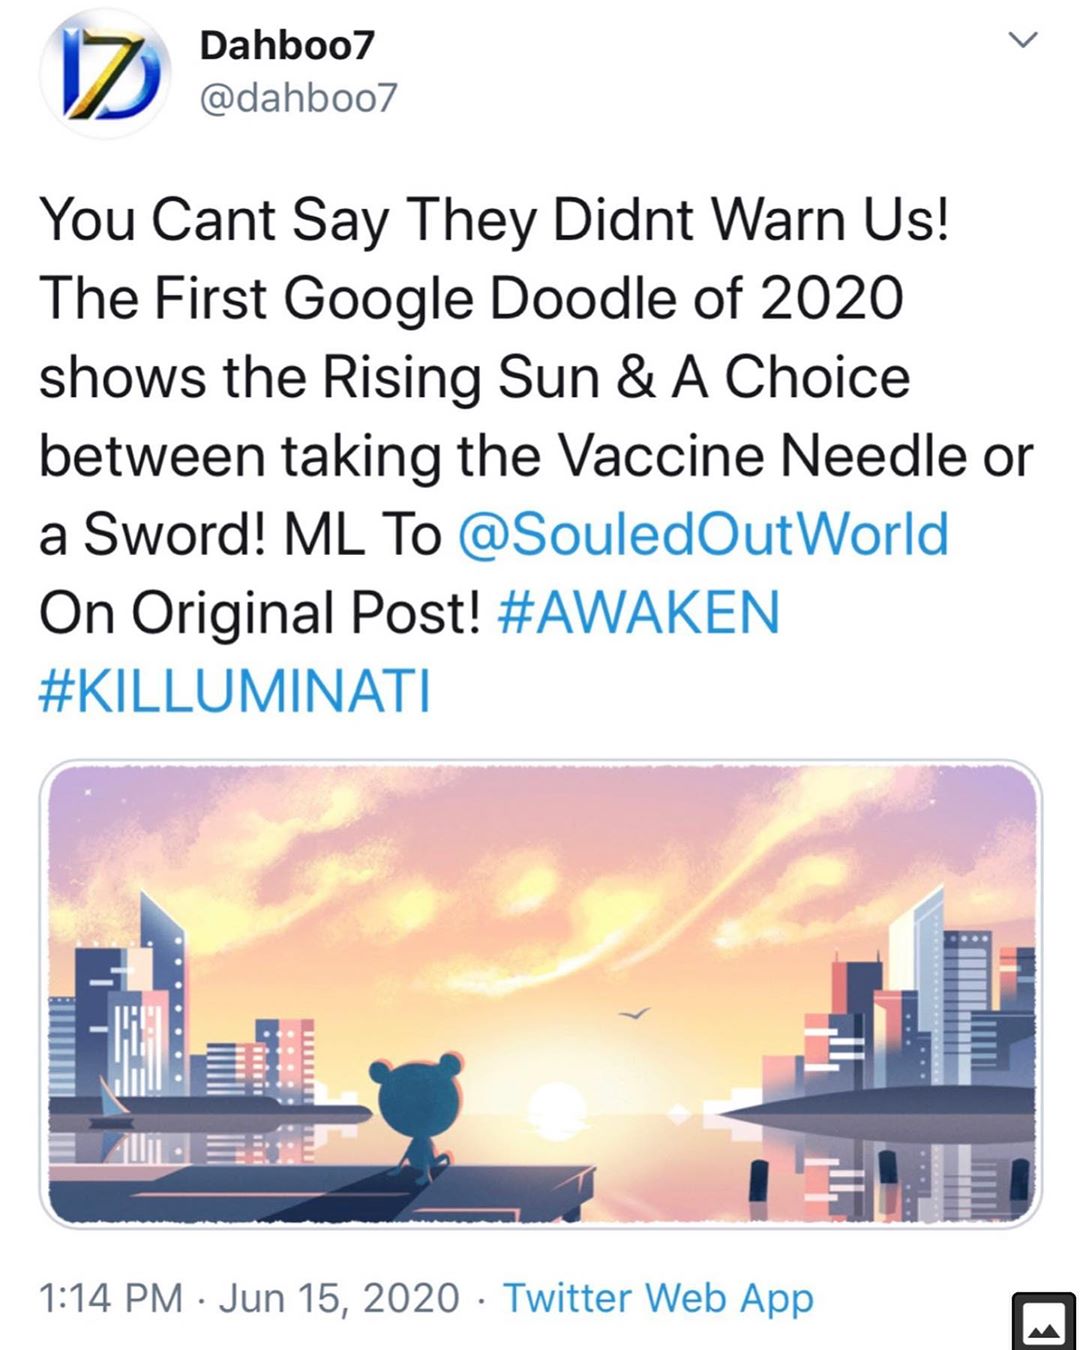 Dahboo7
@dahboo7
You Cant Say They Didnt Warn Us!
The First Google Doodle of 2020
shows the Rising Sun & A Choice
between taking the Vaccine Needle or
a Sword! ML To @SouledOutWorld
On Original Post! #AWAKEN
#KILLUMINATI
1:14 PM · Jun 15, 2020 · Twitter Web App